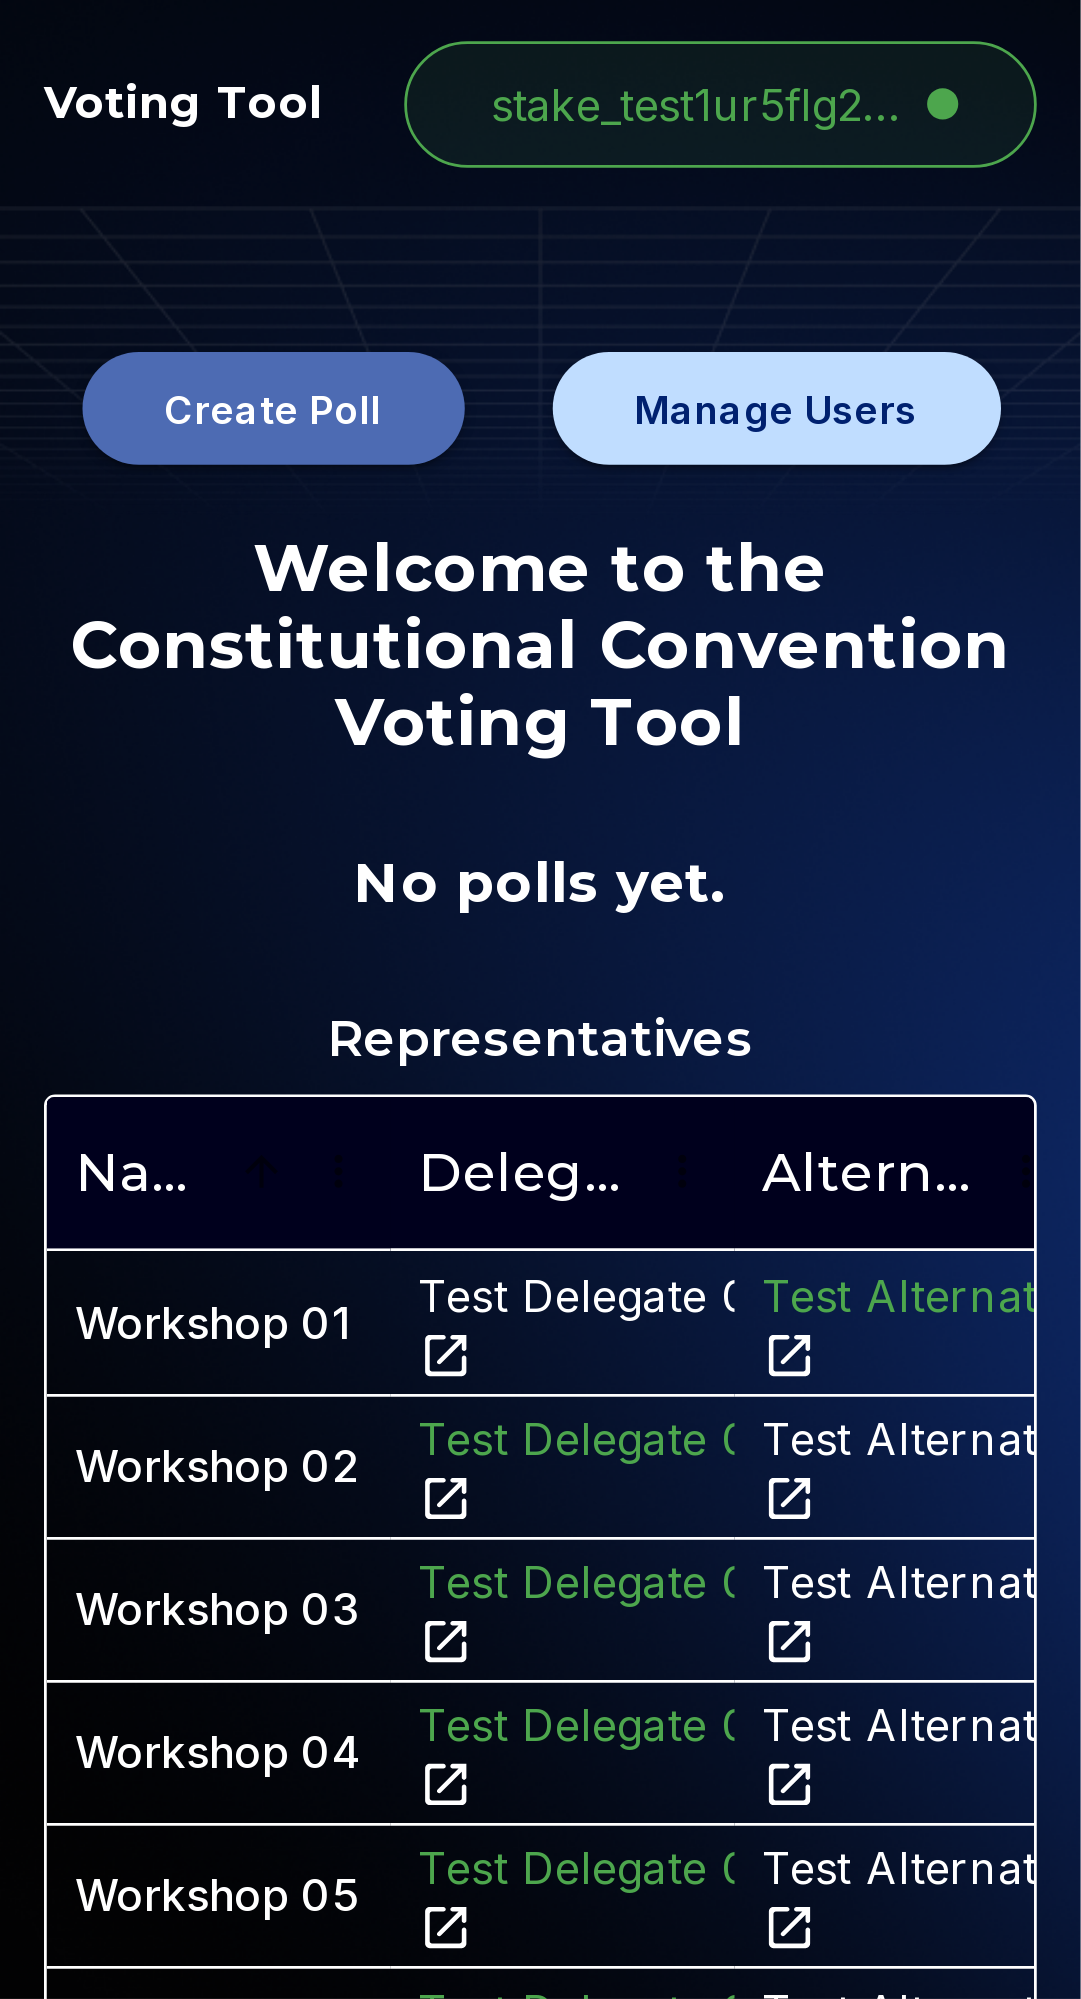 Voting Tool
stake_test1ur5flg2...
Create Poll
Manage Users
Welcome to the
Constitutional Convention
Voting Tool
No polls yet.
Representatives
Na... Deleg... Altern...
Workshop 01 Test Delegate Test Alternat
Workshop 02 Test Delegate Test Alternat
Workshop 03 Test Delegate Test Alternat
Workshop 04 Test Delegate Test Alternat
Workshop 05 Test Delegate Test Alternat